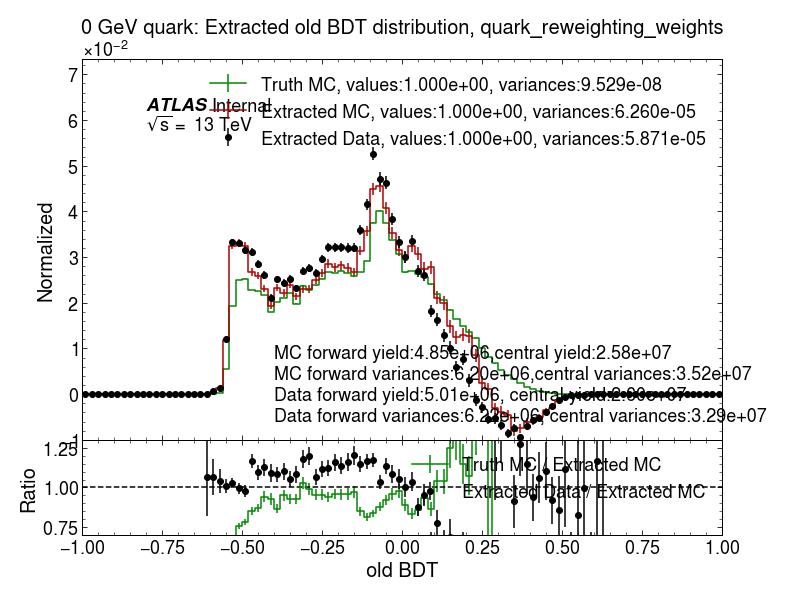 0 GeV quark: Extracted old BDT distribution, quark_reweighting_weights
×10⁻²
Truth MC, values:1.000e+00, variances:9.529e-08
ATLAS Internal
Extracted MC, values:1.000e+00, variances:6.260e-05
√s = 13 TeV
Extracted Data, values:1.000e+00, variances:5.871e-05
7
6
5
4
3
2
1
0
1
Normalized
MC forward yield:4.85e+06,central yield:2.58e+07
MC forward variances:6.20e+06,central variances:3.52e+07
Data forward yield:5.01e+06, central
Data forward variances: central variances:3.29e+07
1.25
1.00
0.75
Ratio
Truth MC / Extracted MC
Extracted Data / Extracted MC
−1.00 −0.75 −0.50 −0.25 0.00 0.25 0.50 0.75 1.00
old BDT